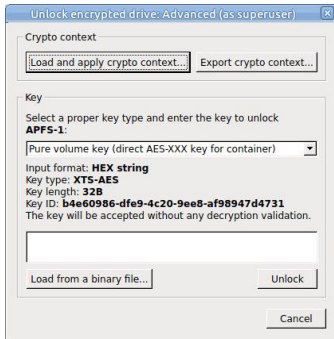 Unlock encrypted drive: Advanced (as superuser)
Crypto context
Load and apply crypto context... Export crypto context...
Key
Select a proper key type and enter the key to unlock
APFS-1:
Pure volume key (direct AES-XXX key for container)
Input format: HEX string
Key type: XTS-AES
Key length: 32B
Key ID: b4e60986-dfe9-4c20-9ee8-af98947d4731
The key will be accepted without any decryption validation.
Load from a binary file... Unlock
Cancel